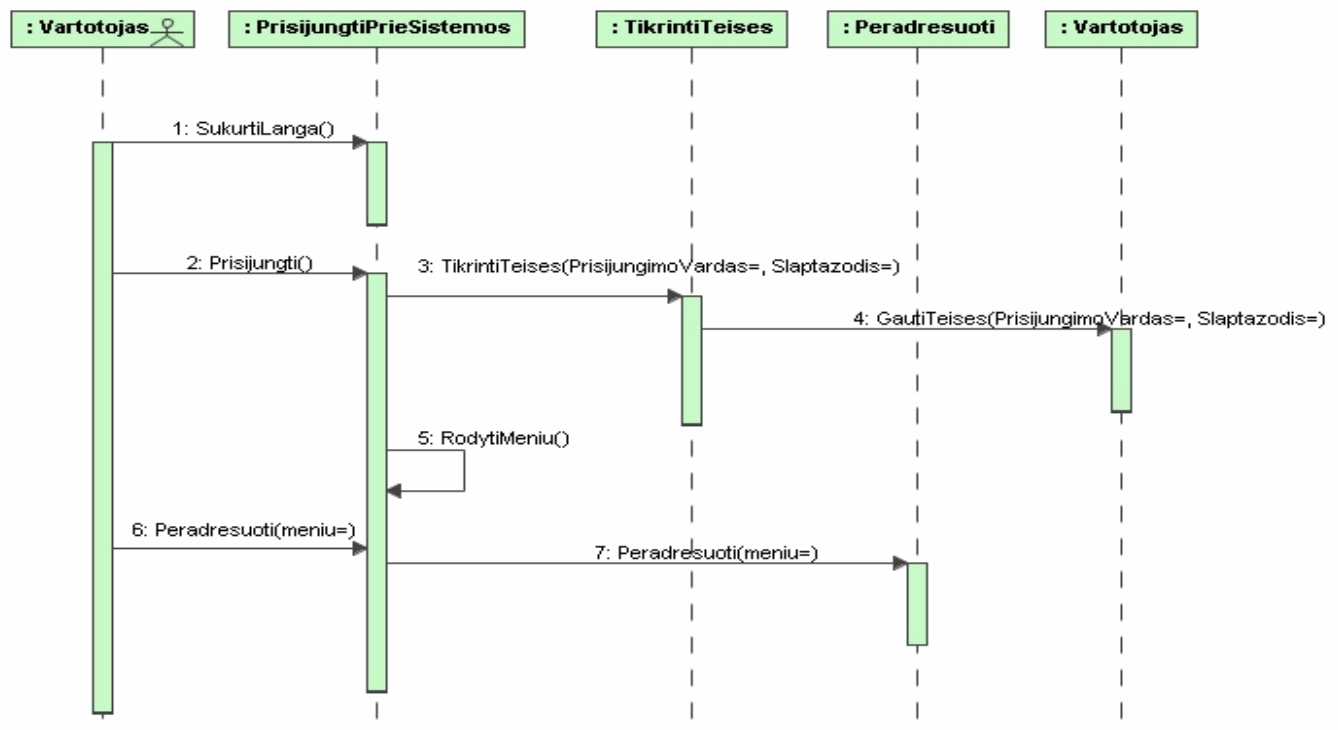 : Vartotojas
: PrisijungtiPrieSistemos
: TikrintiTeises
: Peradresuoti
: Vartotojas
1: SukurtiLanga()
2: Prisijungti()
3: TikrintiTeises(PrisijungimoVardas=, Slaptazodis=)
4: GautiTeises(PrisijungimoVardas=, Slaptazodis=)
5: RodytiMeniu()
6: Peradresuoti(meniu=)
7: Peradresuoti(meniu=)